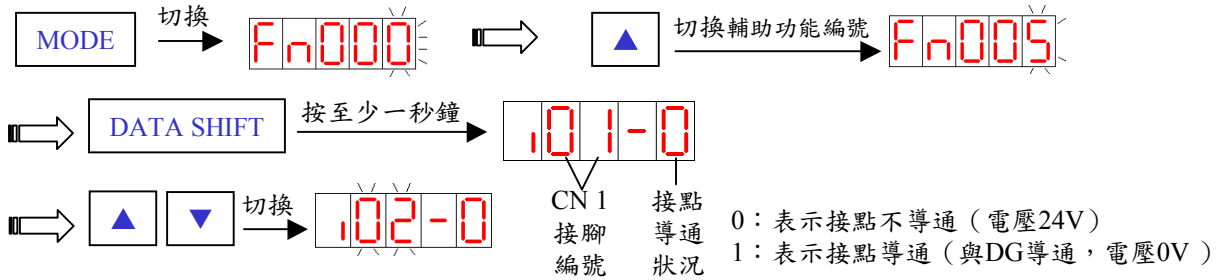 MODE 切換 Fn000 ▲ 切換輔助功能編號 Fn005
DATA SHIFT 按至少一秒鐘 i01-0
▲ ▼ 切換 i02-0
CN 1
接腳
編號
接點
導通
狀況
0：表示接點不導通（電壓24V）
1：表示接點導通（與DG導通，電壓0V ）